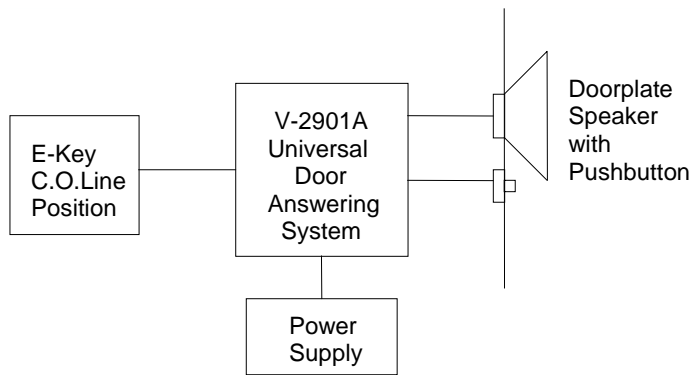 E-Key
C.O.Line
Position
V-2901A
Universal
Door
Answering
System
Power
Supply
Doorplate
Speaker
with
Pushbutton